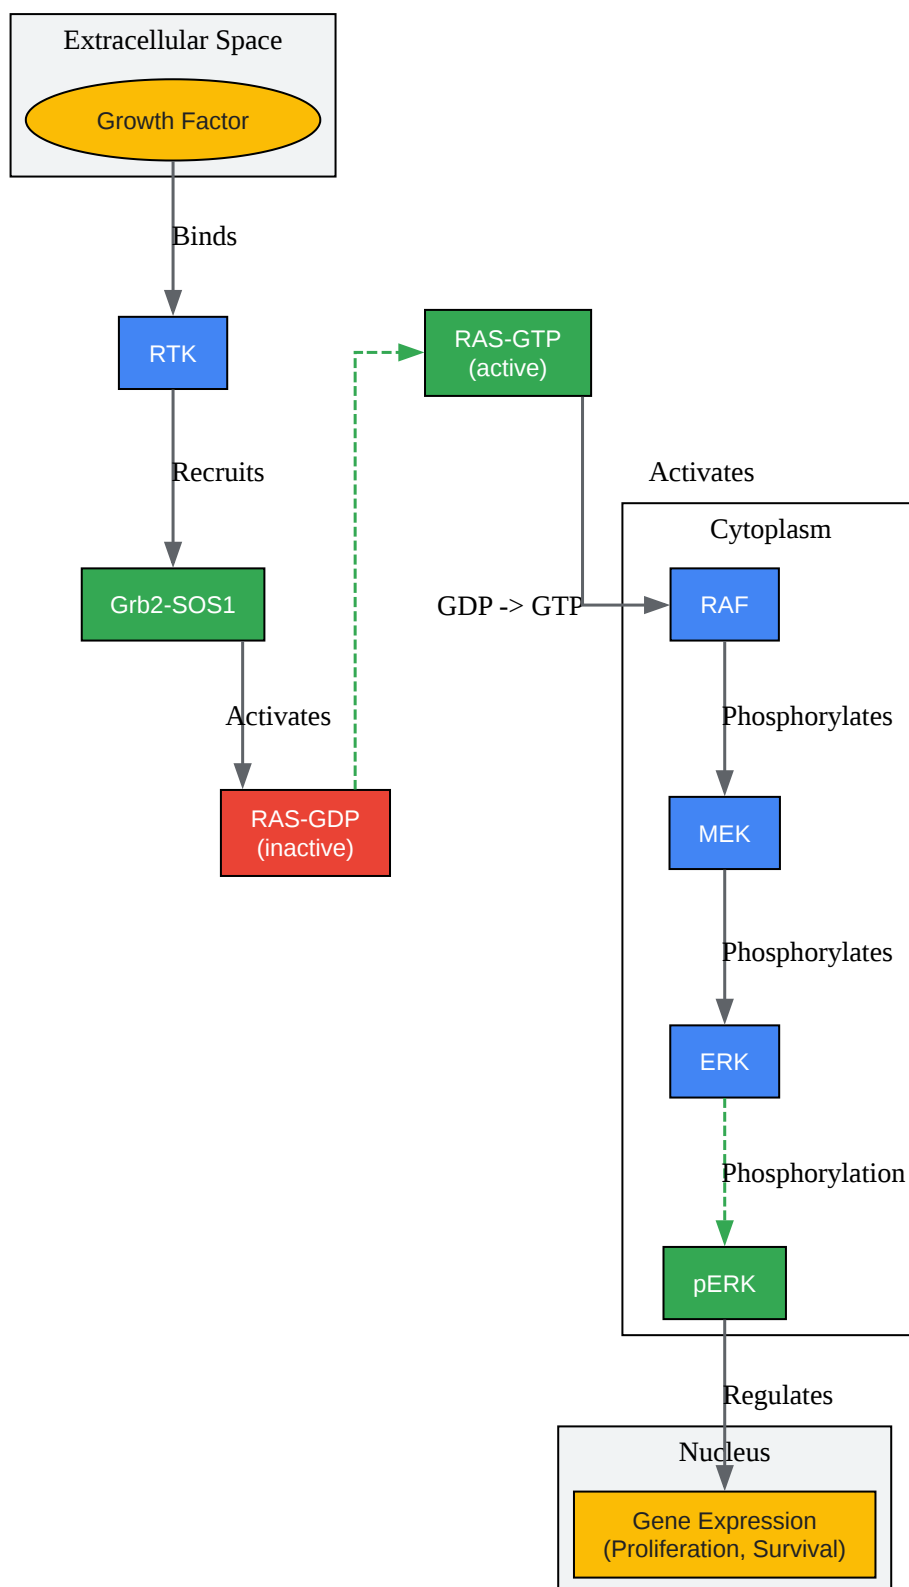 Extracellular Space
Growth Factor
Binds
RTK
RAS-GTP
(active)
Recruits
Activates
Cytoplasm
Grb2-SOS1
GDP -> GTP
RAF
Activates
Phosphorylates
RAS-GDP
(inactive)
MEK
Phosphorylates
ERK
Phosphorylation
pERK
Regulates
Nucleus
Gene Expression
(Proliferation, Survival)